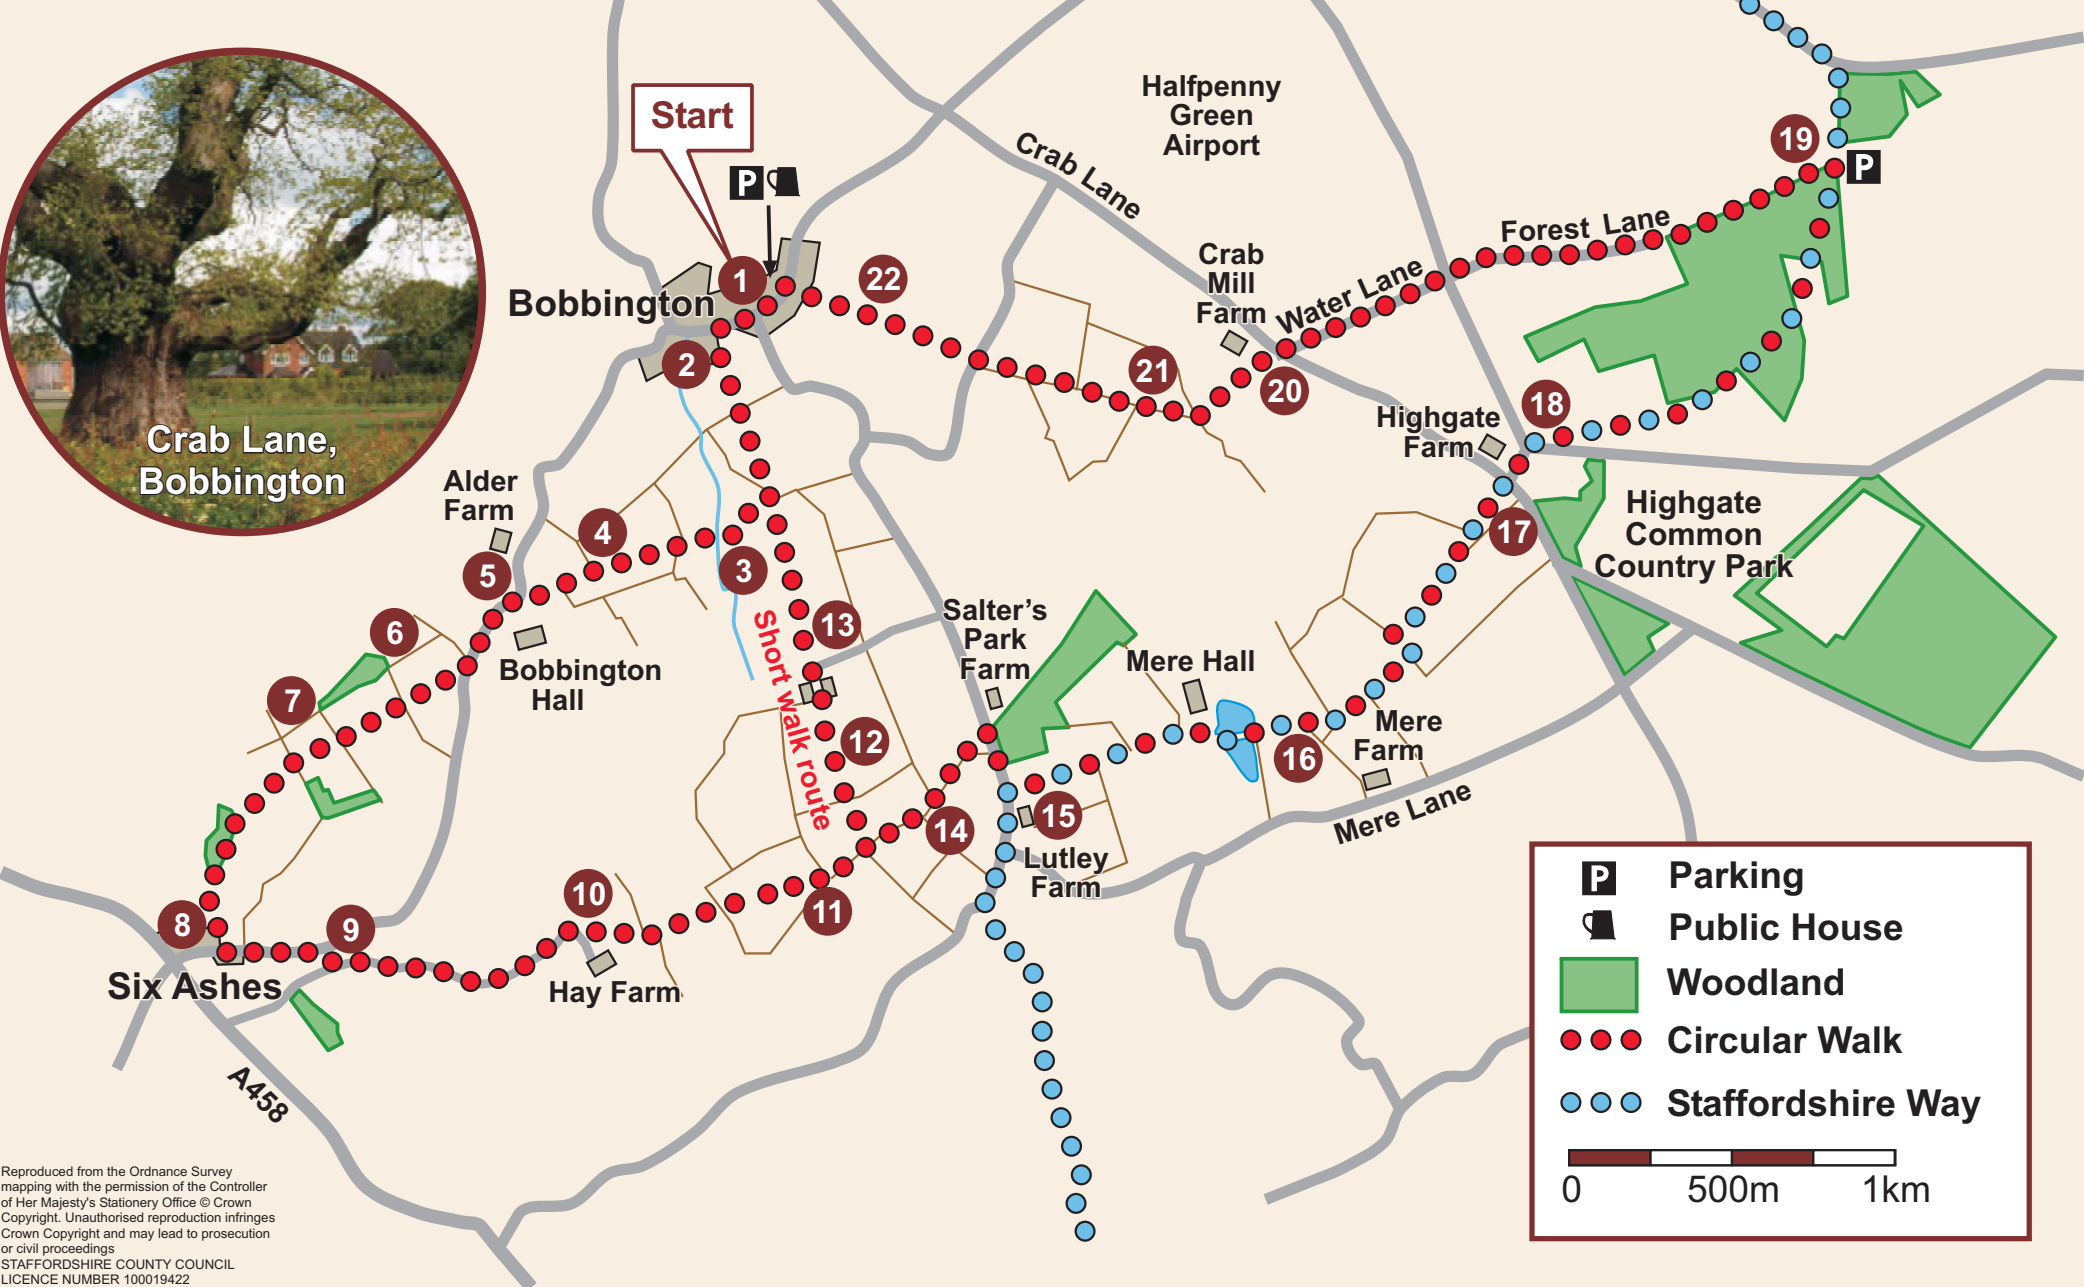 Start
P
Halfpenny
Green
Airport
Crab Lane
19
P
Forest Lane
1
22
Bobbington
Crab
Mill
Farm
Water Lane
2
21
20
18
Highgate
Farm
Crab Lane,
Bobbington
Alder
Farm
4
5
3
17
Highgate
Common
Country Park
6
13
Salter's
Park
Farm
Short walk route
Bobbington
Hall
Mere Hall
7
12
16
Mere
Farm
15
14
Mere Lane
Lutley
Farm
8
9
10
11
Six Ashes
Hay Farm
A458
P Parking
Public House
Woodland
Circular Walk
Staffordshire Way
0 500m 1km
Reproduced from the Ordnance Survey
mapping with the permission of the Controller
of Her Majesty's Stationery Office © Crown
Copyright. Unauthorised reproduction infringes
Crown Copyright and may lead to prosecution
or civil proceedings
STAFFORDSHIRE COUNTY COUNCIL
LICENCE NUMBER 100019422